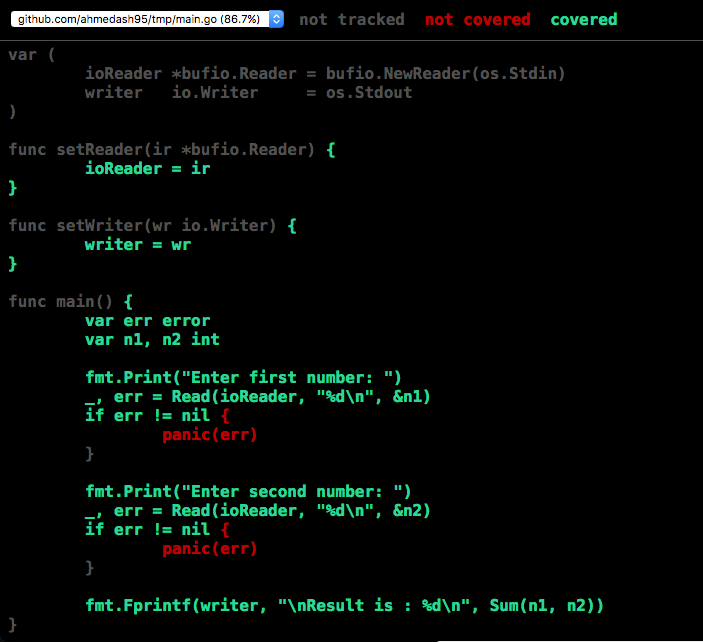 github.com/ahmedash95/tmp/main.go (86.7%) not tracked not covered covered
var (
        ioReader *bufio.Reader = bufio.NewReader(os.Stdin)
        writer   io.Writer     = os.Stdout
)
func setReader(ir *bufio.Reader) {
        ioReader = ir
}
func setWriter(wr io.Writer) {
        writer = wr
}
func main() {
        var err error
        var n1, n2 int
        fmt.Print("Enter first number: ")
        _, err = Read(ioReader, "%d\n", &n1)
        if err != nil {
                panic(err)
        }
        fmt.Print("Enter second number: ")
        _, err = Read(ioReader, "%d\n", &n2)
        if err != nil {
                panic(err)
        }
        fmt.Fprintf(writer, "\nResult is : %d\n", Sum(n1, n2))
}